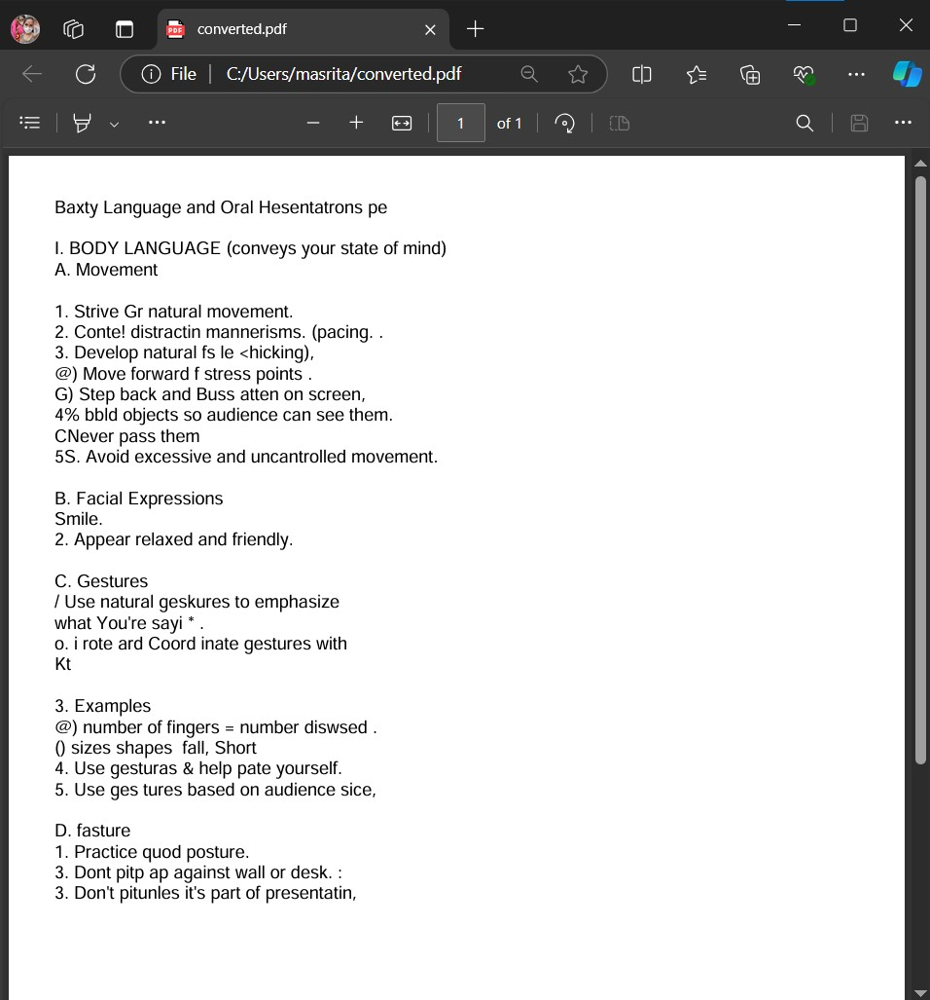 converted.pdf
File
C:/Users/masrita/converted.pdf
1
of 1
Baxty Language and Oral Hesentatrons pe
I. BODY LANGUAGE (conveys your state of mind)
A. Movement
1. Strive Gr natural movement.
2. Conte! distractin mannerisms. (pacing. .
3. Develop natural fs le <hicking),
@) Move forward f stress points .
G) Step back and Buss atten on screen,
4% bbld objects so audience can see them.
CNever pass them
5S. Avoid excessive and uncantrolled movement.
B. Facial Expressions
Smile.
2. Appear relaxed and friendly.
C. Gestures
/ Use natural geskures to emphasize
what You're sayi * .
o. i rote ard Coord inate gestures with
Kt
3. Examples
@) number of fingers = number diswsed .
() sizes shapes  fall, Short
4. Use gesturas & help pate yourself.
5. Use ges tures based on audience sice,
D. fasture
1. Practice quod posture.
3. Dont pitp ap against wall or desk. :
3. Don't pitunles it's part of presentatin,